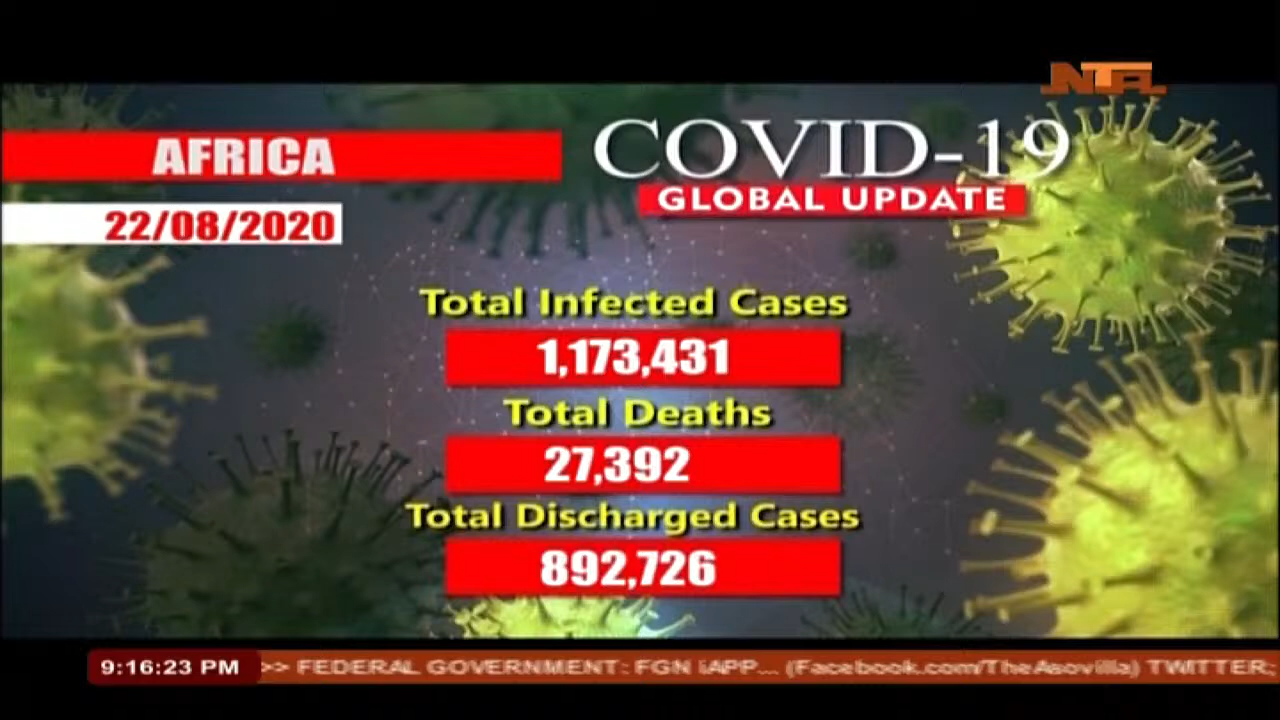 NTA
AFRICA
COVID-19
GLOBAL UPDATE
22/08/2020
Total Infected Cases
1,173,431
Total Deaths
27,392
Total Discharged Cases
892,726
9:16:23 PM >> FEDERAL GOVERNMENT: FGN iAPP... (Facebook.com/TheAsovilla) TWITTER: